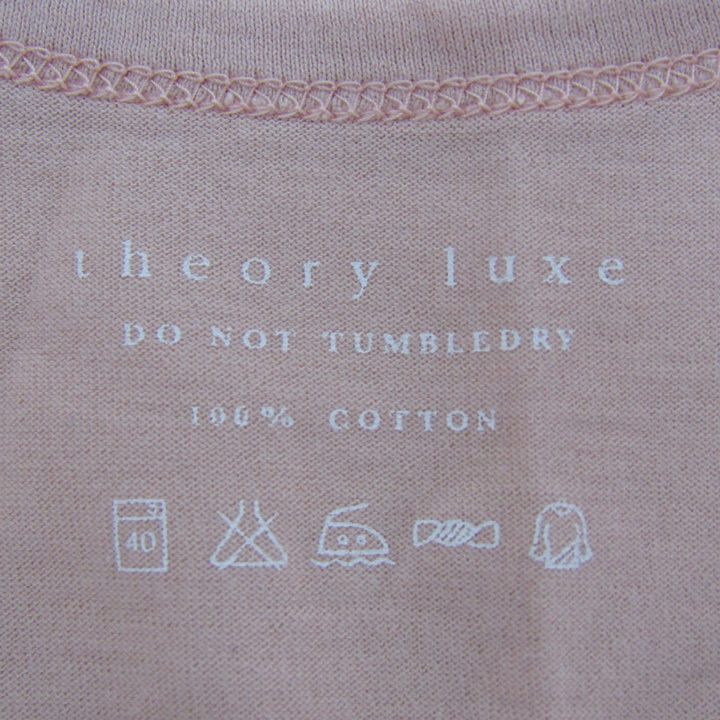 theory luxe
DO NOT TUMBLEDRY
100% COTTON
40